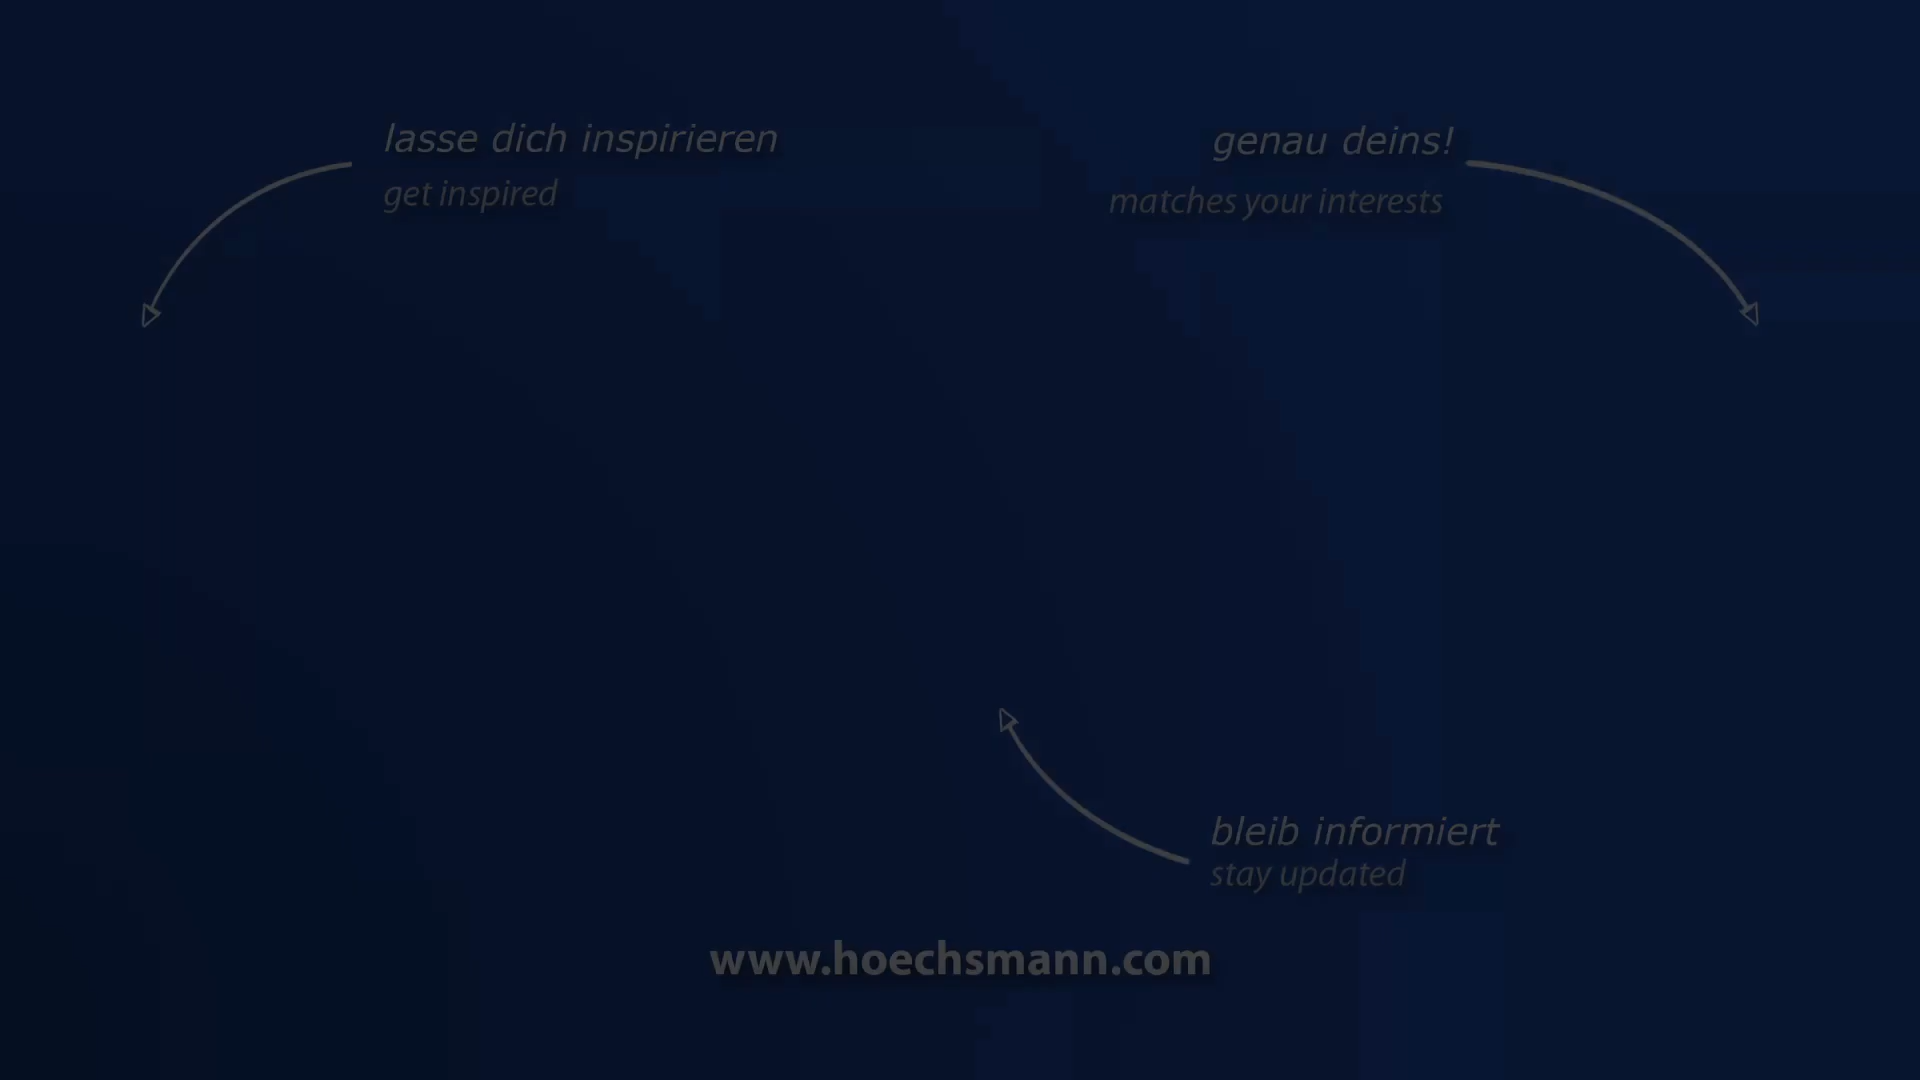 lasse dich inspirieren
get inspired
genau deins!
matches your interests
bleib informiert
stay updated
www.hoechsmann.com